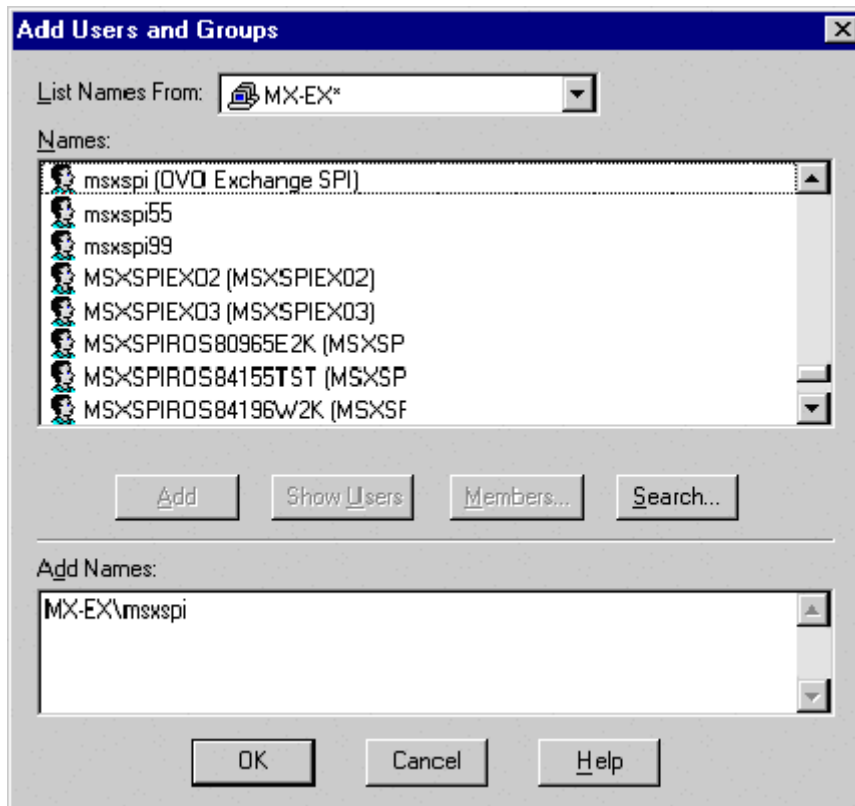 Add Users and Groups
List Names From: MX-EX*
Names:
msxspi (OVO Exchange SPI)
msxspi55
msxspi99
MSXSPIEX02 (MSXSPIEX02)
MSXSPIEX03 (MSXSPIEX03)
MSXSPIROS80965E2K (MSXSP
MSXSPIROS84155TST (MSXSP
MSXSPIROS84196W2K (MSXSF
Add Show Users Members... Search...
Add Names:
MX-EX\msxspi
OK Cancel Help